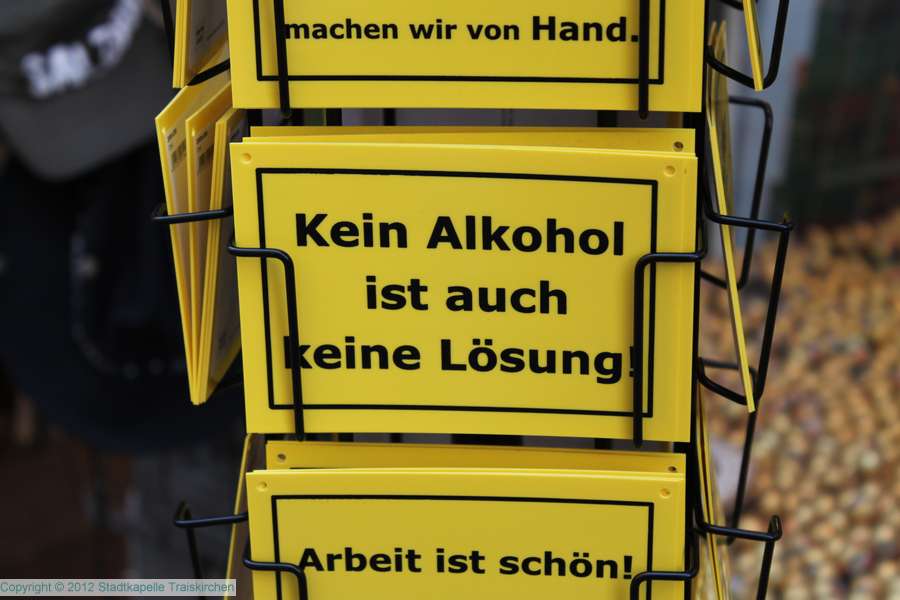 machen wir von Hand.
Kein Alkohol
ist auch
keine Lösung!
Arbeit ist schön!
Copyright © 2012 Stadtkapelle Traiskirchen